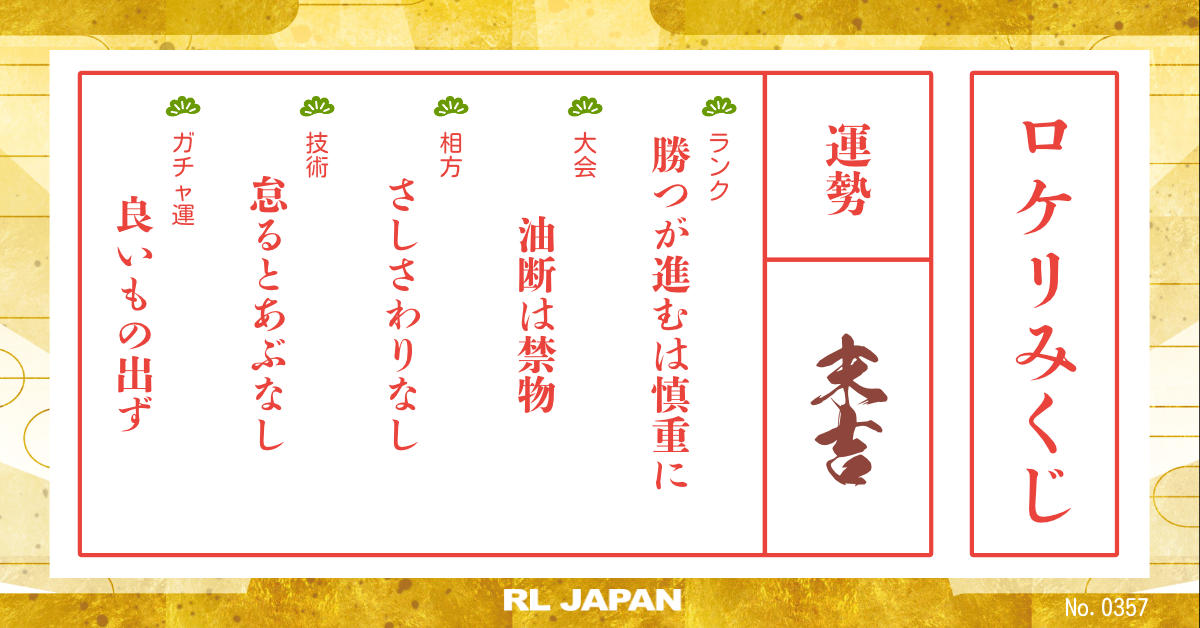 ロケリみくじ
運勢
末吉
ランク
勝つが進むは慎重に
大会
油断は禁物
相方
さしさわりなし
技術
怠るとあぶなし
ガチャ運
良いもの出ず
RL JAPAN
No. 0357